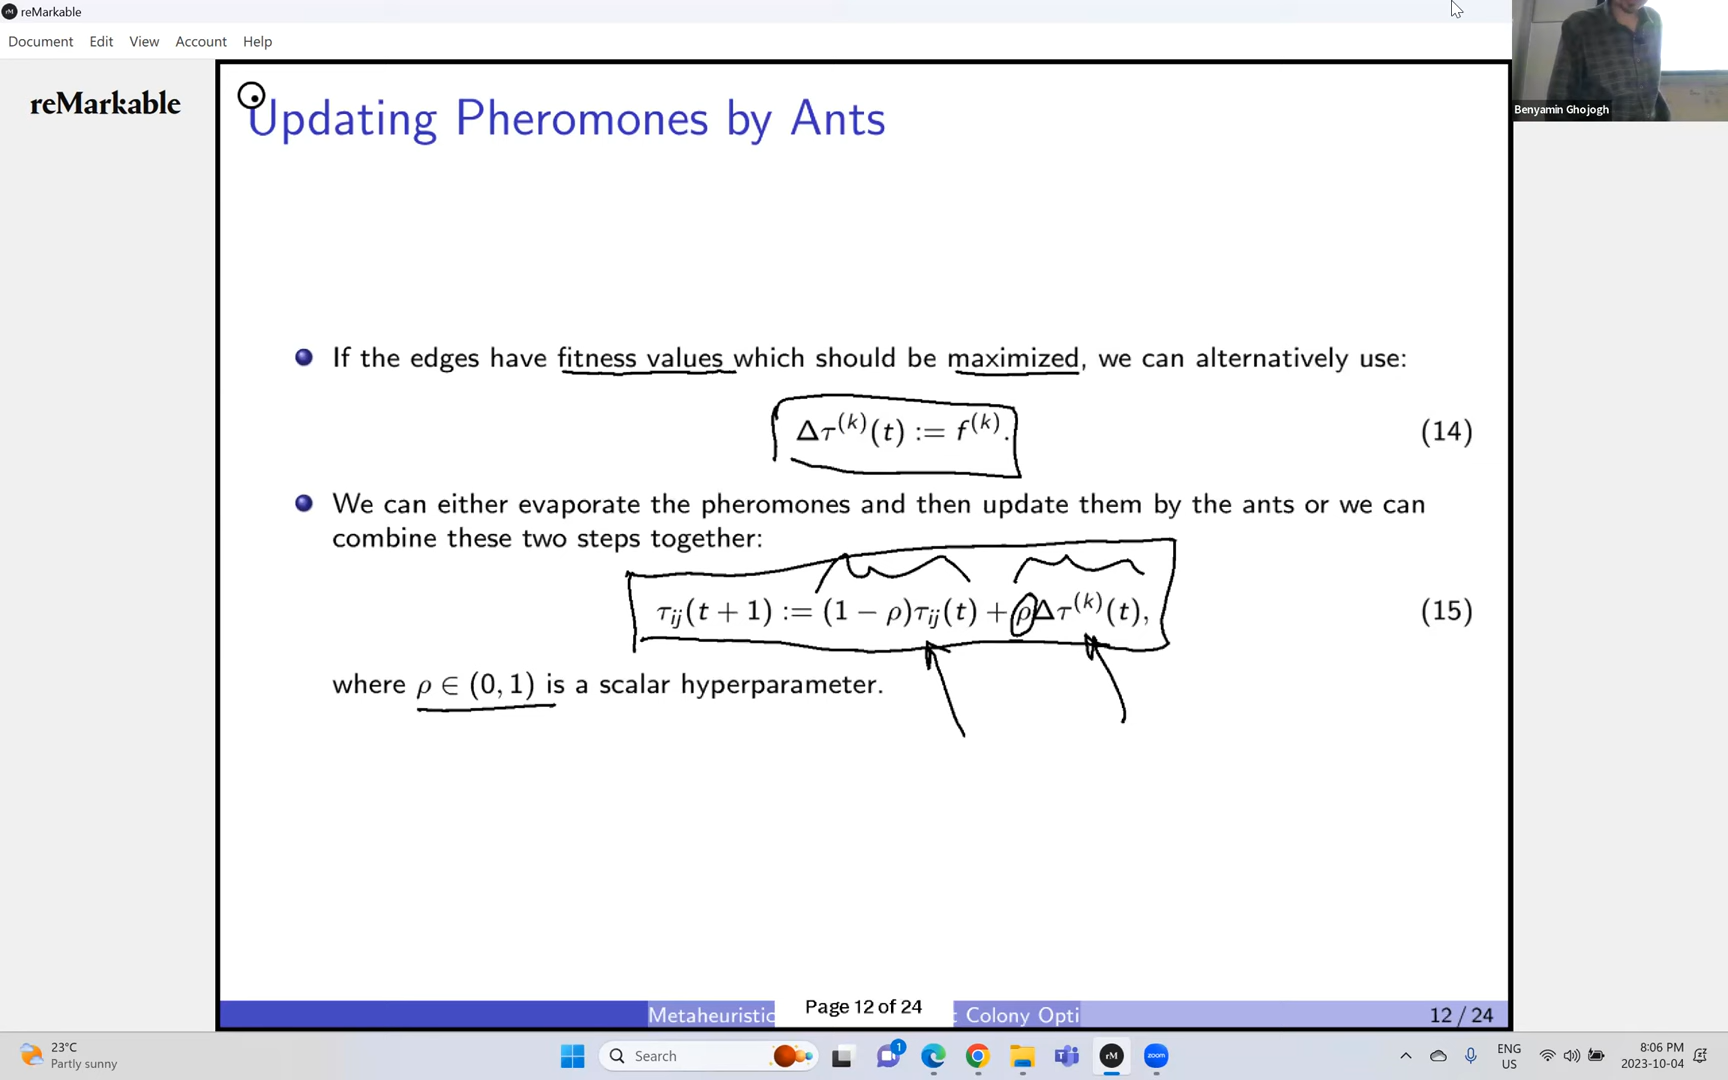 reMarkable
Document Edit View Account Help
reMarkable
Benyamin Ghojogh
Updating Pheromones by Ants
If the edges have fitness values which should be maximized, we can alternatively use:
Δτ^(k)(t) := f^(k). (14)
We can either evaporate the pheromones and then update them by the ants or we can
combine these two steps together:
τ_ij(t + 1) := (1 − ρ)τ_ij(t) + ρΔτ^(k)(t), (15)
where ρ ∈ (0, 1) is a scalar hyperparameter.
Metaheuristic Page 12 of 24 t Colony Opti 12 / 24
23°C
Partly sunny
Search
1
rM
zoom
ENG
US
8:06 PM
2023-10-04